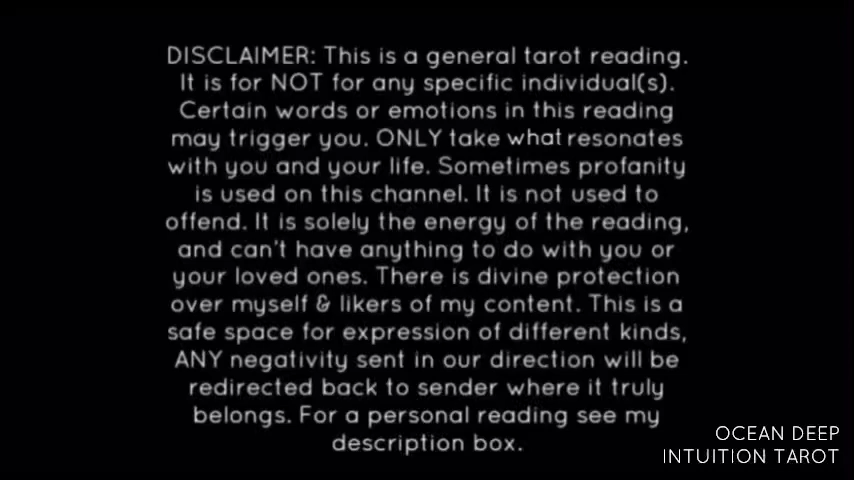 DISCLAIMER: This is a general tarot reading.
It is for NOT for any specific individual(s).
Certain words or emotions in this reading
may trigger you. ONLY take what resonates
with you and your life. Sometimes profanity
is used on this channel. It is not used to
offend. It is solely the energy of the reading,
and can't have anything to do with you or
your loved ones. There is divine protection
over myself & likers of my content. This is a
safe space for expression of different kinds,
ANY negativity sent in our direction will be
redirected back to sender where it truly
belongs. For a personal reading see my
description box.
OCEAN DEEP
INTUITION TAROT